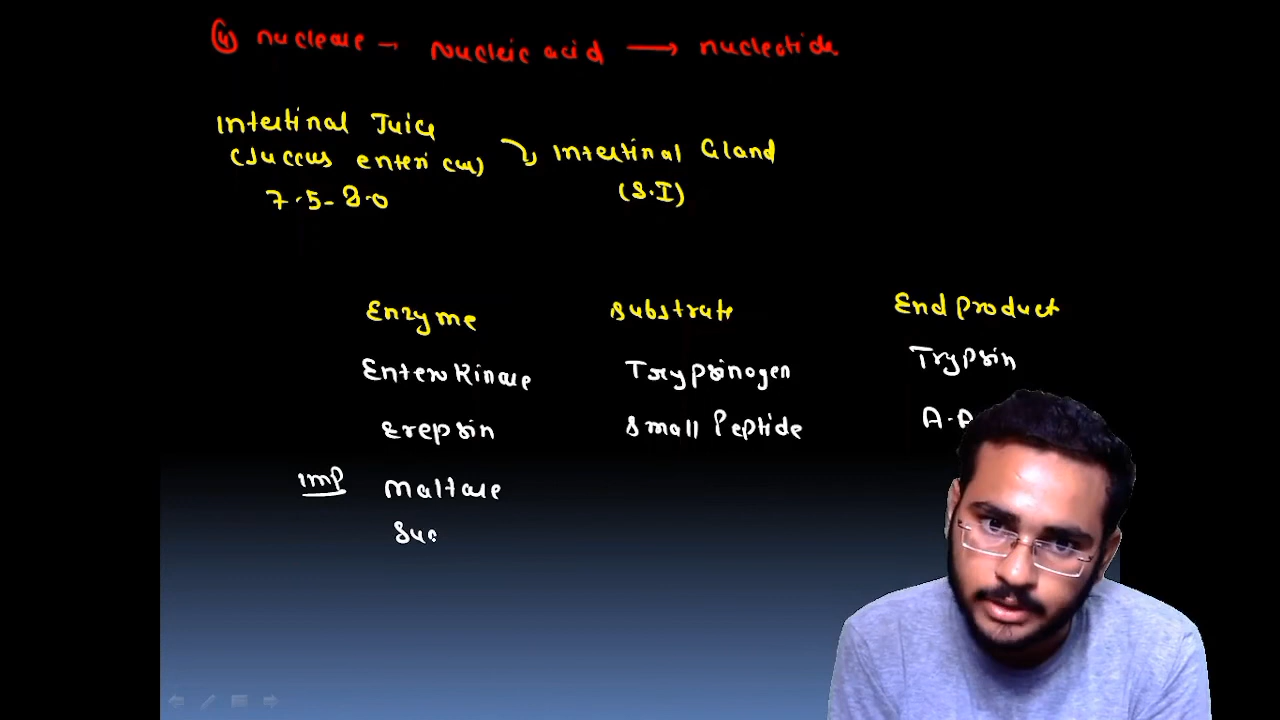 (4) nuclease → nucleic acid → nucleotide
Intestinal Juice
(Succus entericus) → Intestinal Gland
7.5-8.0 (S.I)
Enzyme Substrate End product
Enterokinase Trypsinogen Trypsin
Erepsin Small Peptide A.A
Imp Maltase
Suc